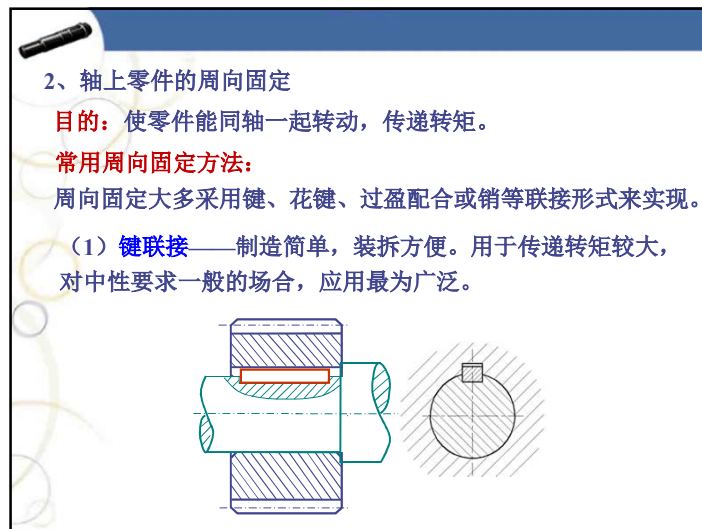 2、轴上零件的周向固定
目的：使零件能同轴一起转动，传递转矩。
常用周向固定方法：
周向固定大多采用键、花键、过盈配合或销等联接形式来实现。
（1）键联接——制造简单，装拆方便。用于传递转矩较大，
对中性要求一般的场合，应用最为广泛。